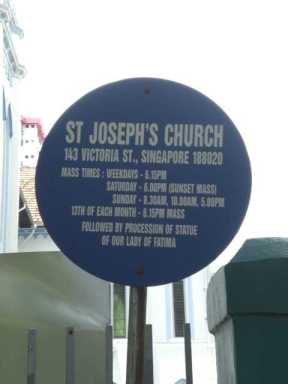 ST JOSEPH'S CHURCH
143 VICTORIA ST., SINGAPORE 188020
MASS TIMES : WEEKDAYS - 6.15PM
SATURDAY - 6.00PM (SUNSET MASS)
SUNDAY - 8.30AM, 10.00AM, 5.00PM
13TH OF EACH MONTH - 6.15PM MASS
FOLLOWED BY PROCESSION OF STATUE
OF OUR LADY OF FATIMA